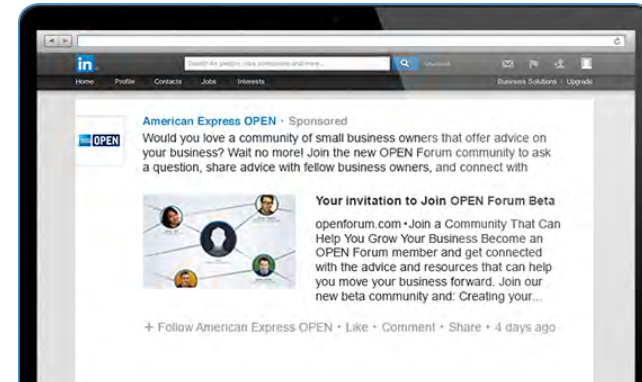 in
Search for people, jobs, companies and more...
Advanced
Home Profile Contacts Jobs Interests
Business Solutions | Upgrade
American Express OPEN · Sponsored
OPEN
Would you love a community of small business owners that offer advice on
your business? Wait no more! Join the new OPEN Forum community to ask
a question, share advice with fellow business owners, and connect with
Your invitation to Join OPEN Forum Beta
openforum.com • Join a Community That Can
Help You Grow Your Business Become an
OPEN Forum member and get connected
with the advice and resources that can help
you move your business forward. Join our
new beta community and: Creating your....
+ Follow American Express OPEN • Like • Comment • Share • 4 days ago